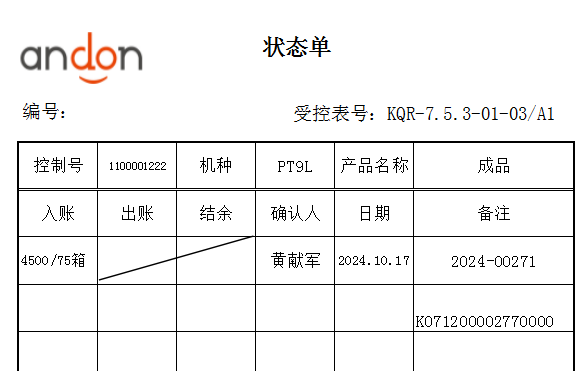 andon
状态单
编号：
受控表号：KQR-7.5.3-01-03/A1
控制号 1100001222 机种 PT9L 产品名称 成品
入账 出账 结余 确认人 日期 备注
4500/75箱 黄献军 2024.10.17 2024-00271
K071200002770000